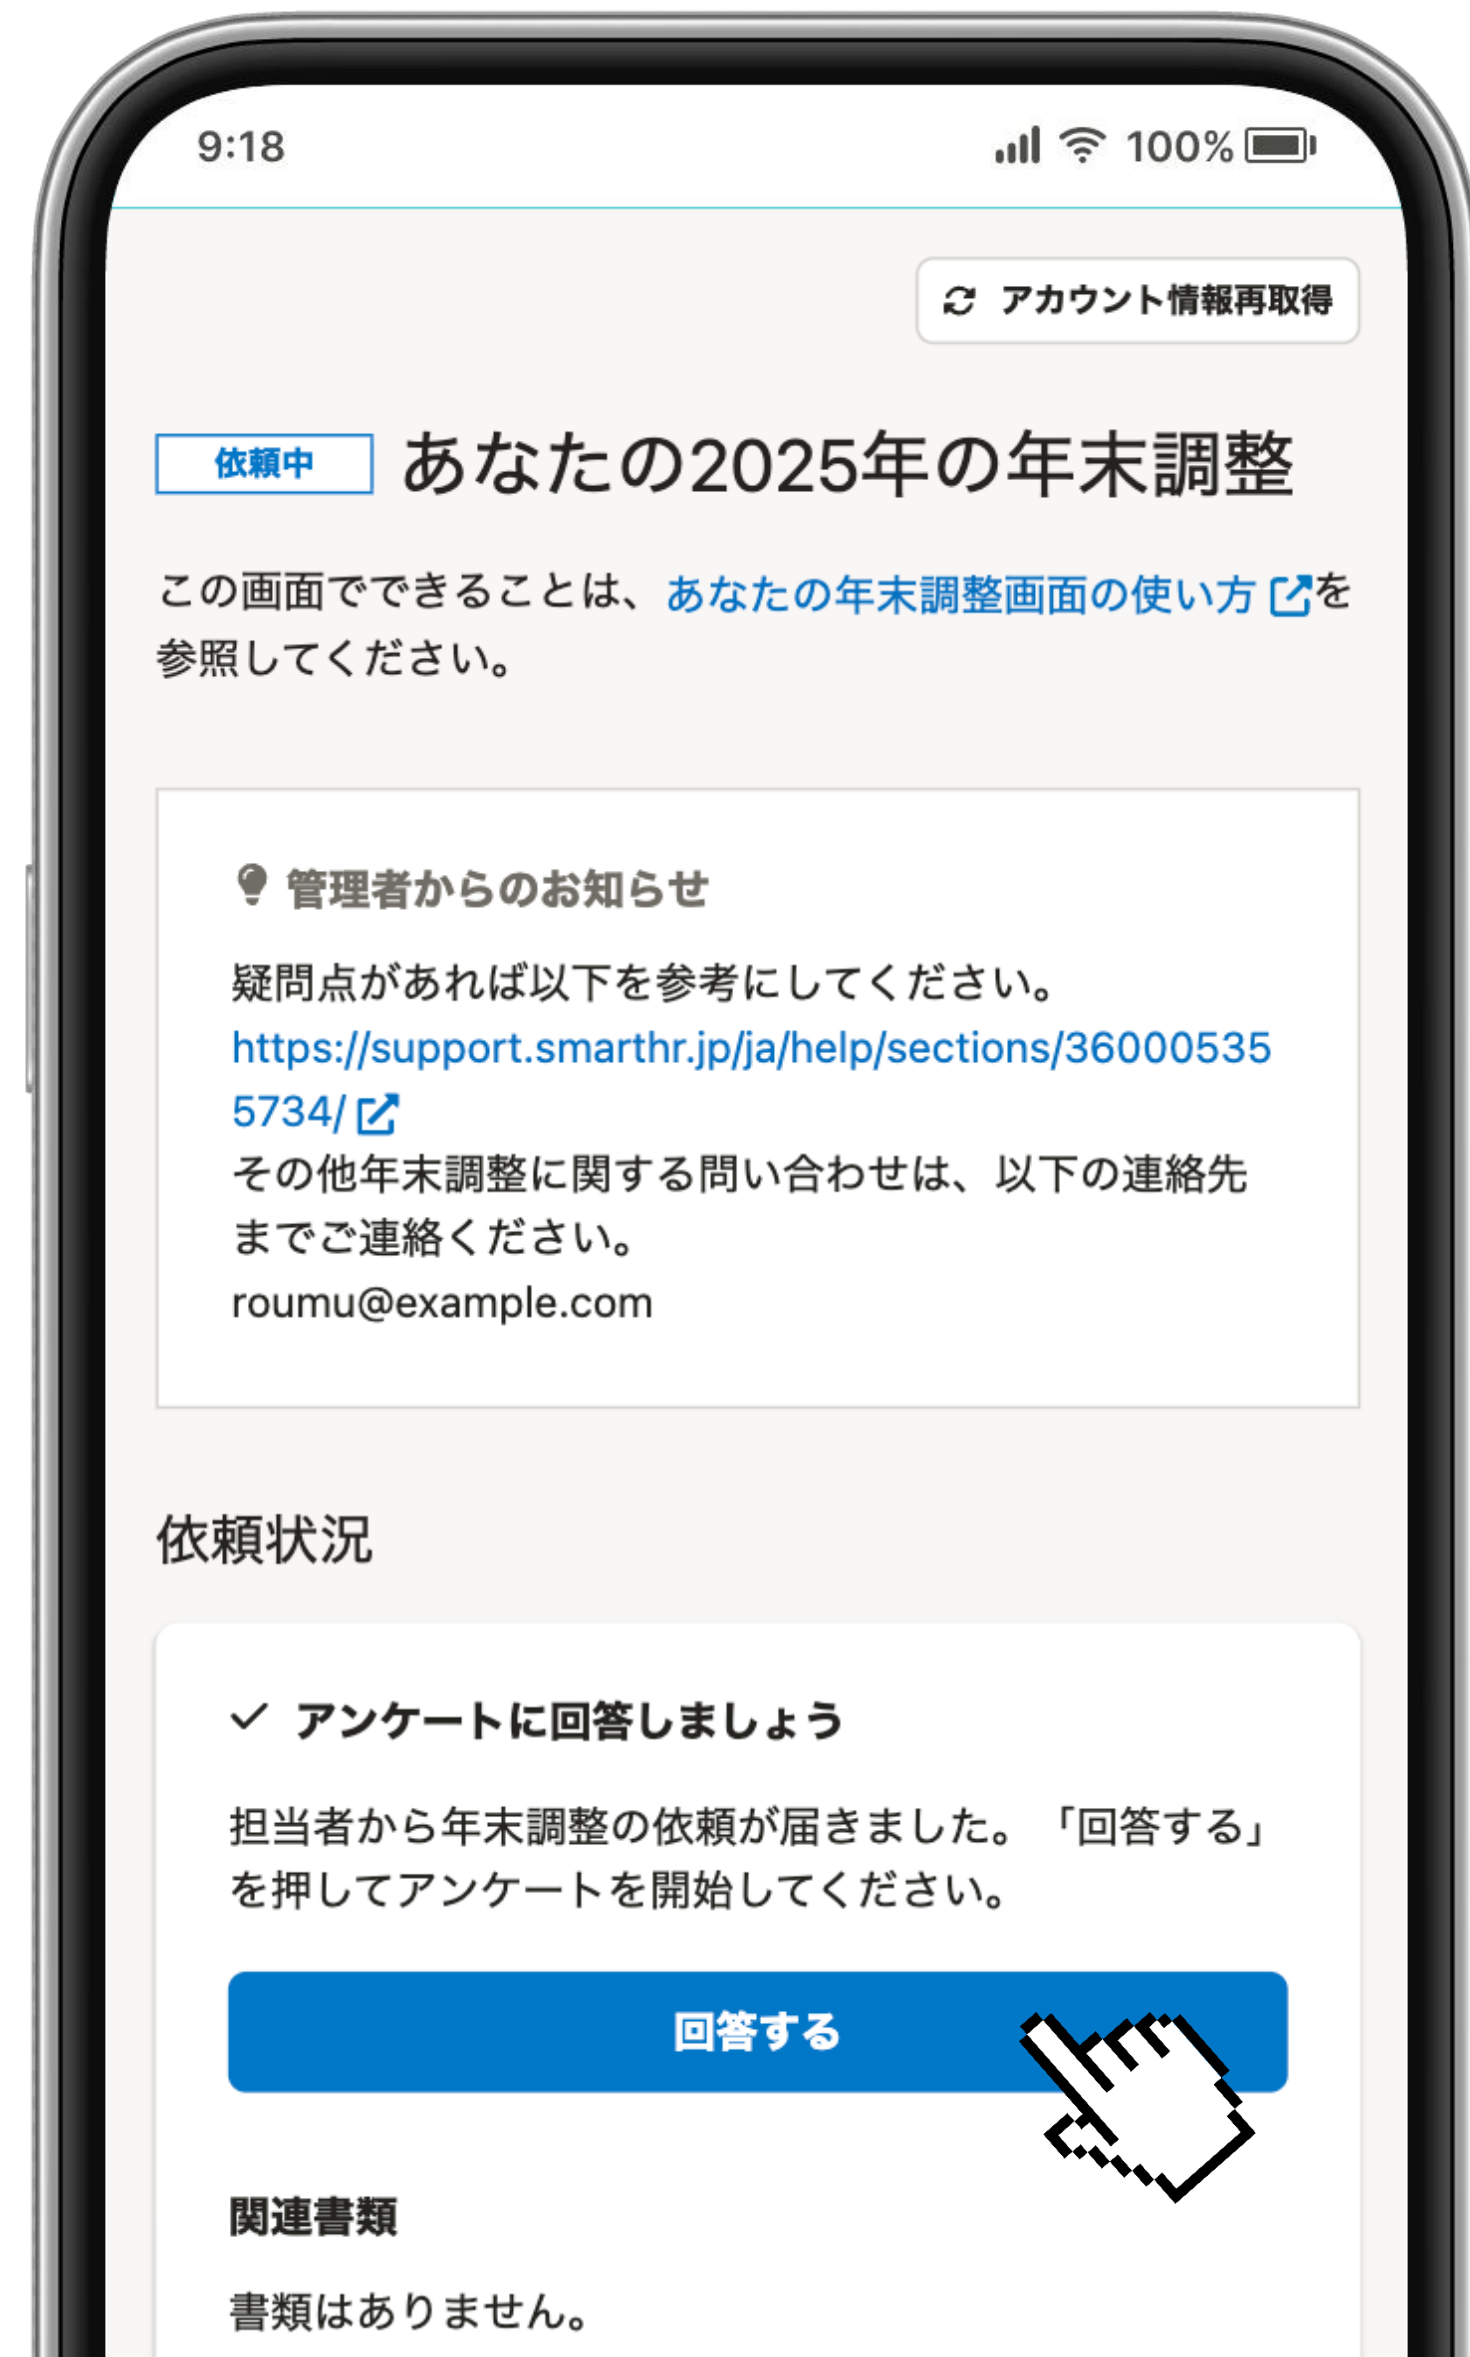 9:18 100%
アカウント情報再取得
依頼中 あなたの2025年の年末調整
この画面でできることは、あなたの年末調整画面の使い方を
参照してください。
管理者からのお知らせ
疑問点があれば以下を参考にしてください。
https://support.smarthr.jp/ja/help/sections/36000535
5734/
その他年末調整に関する問い合わせは、以下の連絡先
までご連絡ください。
roumu@example.com
依頼状況
アンケートに回答しましょう
担当者から年末調整の依頼が届きました。「回答する」
を押してアンケートを開始してください。
回答する
関連書類
書類はありません。